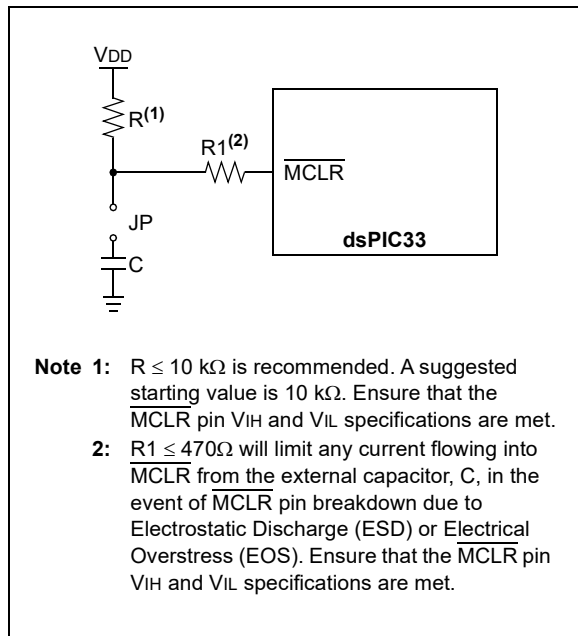 VDD
R(1)
R1(2)
MCLR
JP
dsPIC33
C
Note 1: R ≤ 10 kΩ is recommended. A suggested
starting value is 10 kΩ. Ensure that the
MCLR pin VIH and VIL specifications are met.
2: R1 ≤ 470Ω will limit any current flowing into
MCLR from the external capacitor, C, in the
event of MCLR pin breakdown due to
Electrostatic Discharge (ESD) or Electrical
Overstress (EOS). Ensure that the MCLR pin
VIH and VIL specifications are met.